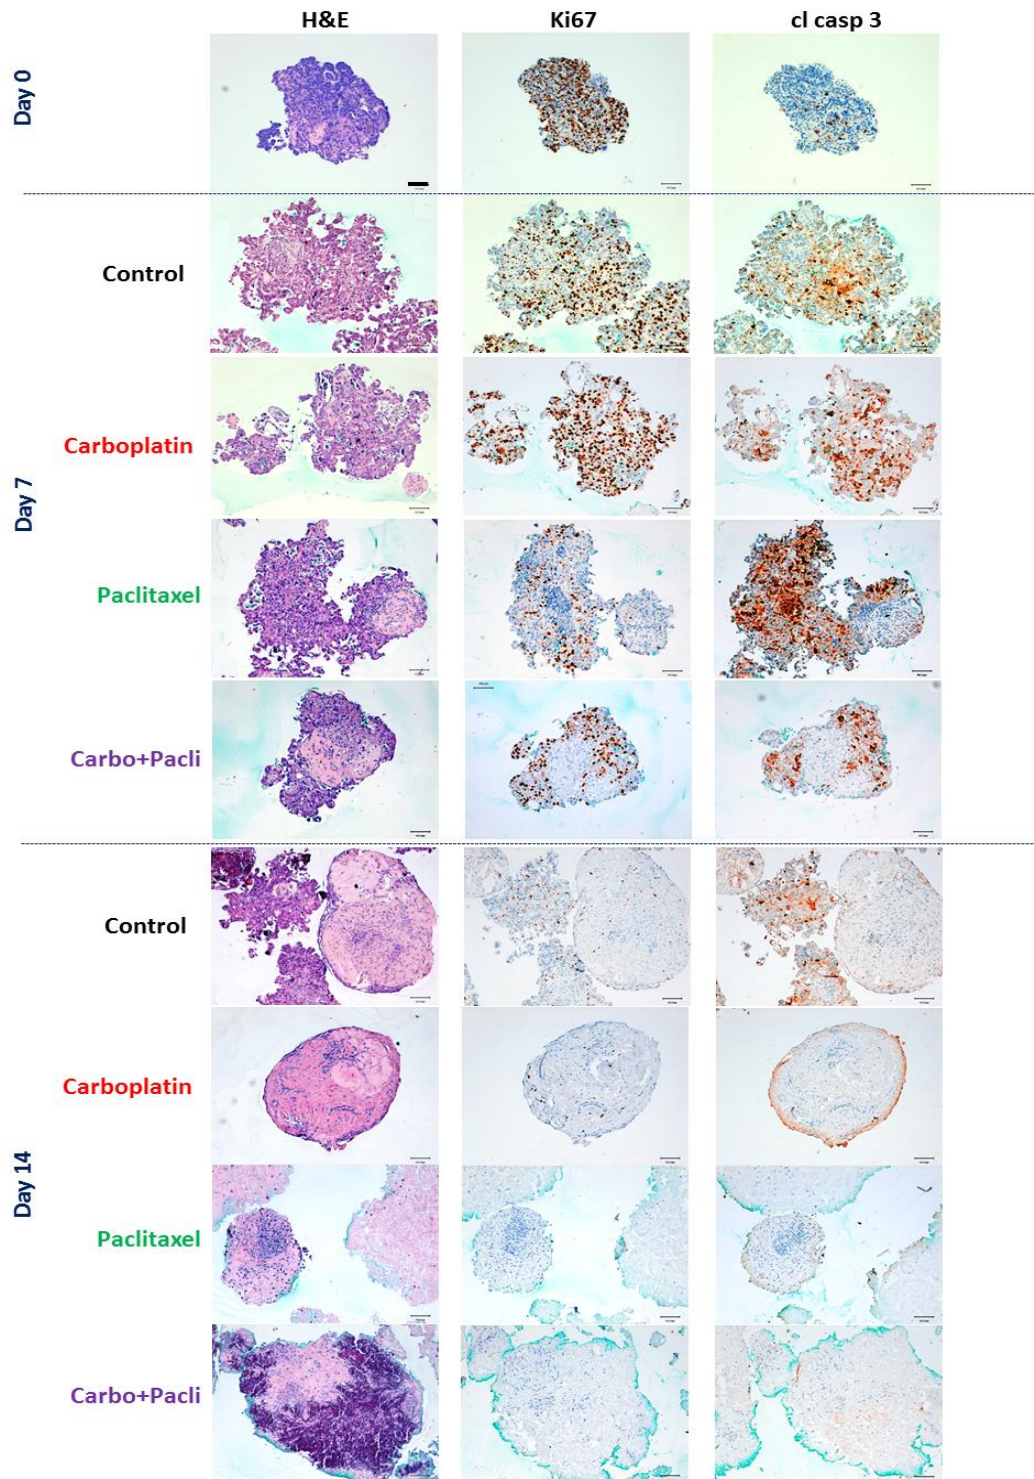 H&E Ki67 cl casp 3
Day 0
Day 7
Control
Carboplatin
Paclitaxel
Carbo+Pacli
Day 14
Control
Carboplatin
Paclitaxel
Carbo+Pacli